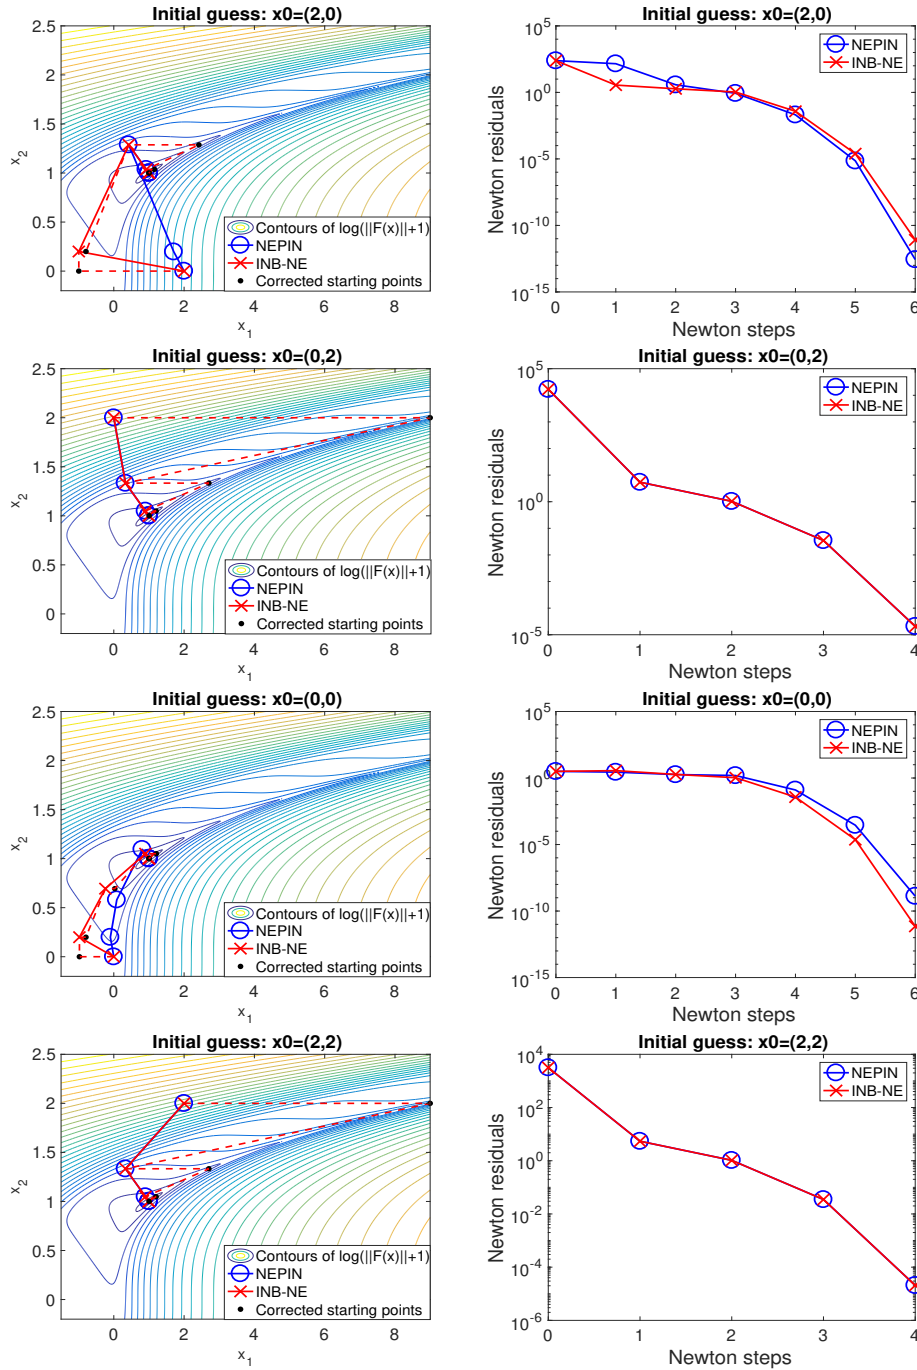 Initial guess: x0=(2,0)
2.5
2
1.5
1
0.5
0
x_2
0 2 4 6 8
x_1
Contours of log(||F(x)||+1)
NEPIN
INB-NE
Corrected starting points
Initial guess: x0=(2,0)
10^5
10^0
10^-5
10^-10
10^-15
Newton residuals
0 1 2 3 4 5 6
Newton steps
NEPIN
INB-NE
Initial guess: x0=(0,2)
2.5
2
1.5
1
0.5
0
x_2
0 2 4 6 8
x_1
Contours of log(||F(x)||+1)
NEPIN
INB-NE
Corrected starting points
Initial guess: x0=(0,2)
10^5
10^0
10^-5
Newton residuals
0 1 2 3 4
Newton steps
NEPIN
INB-NE
Initial guess: x0=(0,0)
2.5
2
1.5
1
0.5
0
x_2
0 2 4 6 8
x_1
Contours of log(||F(x)||+1)
NEPIN
INB-NE
Corrected starting points
Initial guess: x0=(0,0)
10^5
10^0
10^-5
10^-10
10^-15
Newton residuals
0 1 2 3 4 5 6
Newton steps
NEPIN
INB-NE
Initial guess: x0=(2,2)
2.5
2
1.5
1
0.5
0
x_2
0 2 4 6 8
x_1
Contours of log(||F(x)||+1)
NEPIN
INB-NE
Corrected starting points
Initial guess: x0=(2,2)
10^4
10^2
10^0
10^-2
10^-4
10^-6
Newton residuals
0 1 2 3 4
Newton steps
NEPIN
INB-NE